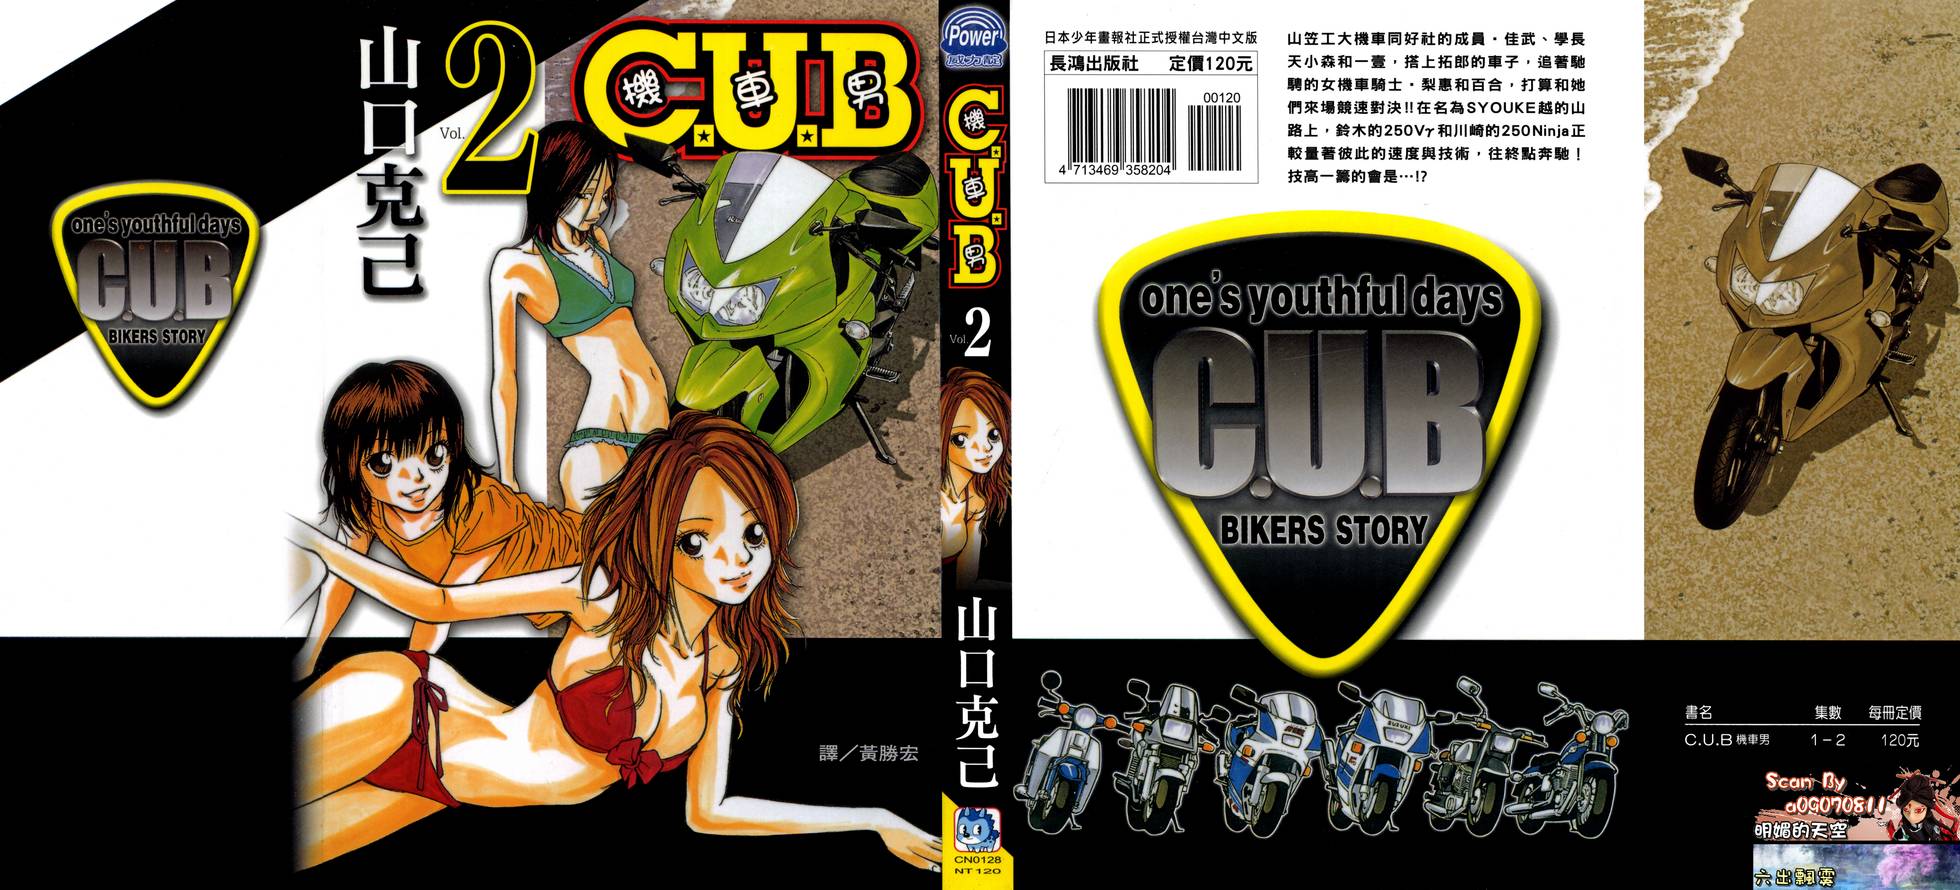 one's youthful days
C.U.B
BIKERS STORY
山口克己
Vol.2
C.U.B
機車男
譯／黃勝宏
Power
C.U.B
機車男
Vol.2
山口克己
CN0128
NT120
日本少年畫報社正式授權台灣中文版
長鴻出版社 定價120元
00120
4 713469 358204
山笠工大機車同好社的成員・佳武、學長
天小森和一壹，搭上拓郎的車子，追著馳
騁的女機車騎士・梨惠和百合，打算和她
們來場競速對決!!在名為SYOUKE越的山
路上，鈴木的250Vγ和川崎的250Ninja正
較量著彼此的速度與技術，往終點奔馳！
技高一籌的會是…!?
one's youthful days
C.U.B
BIKERS STORY
SUZUKI
書名 集數 每冊定價
C.U.B機車男 1－2 120元
Scan By
a09070811
明媚的天空
六出飄霙